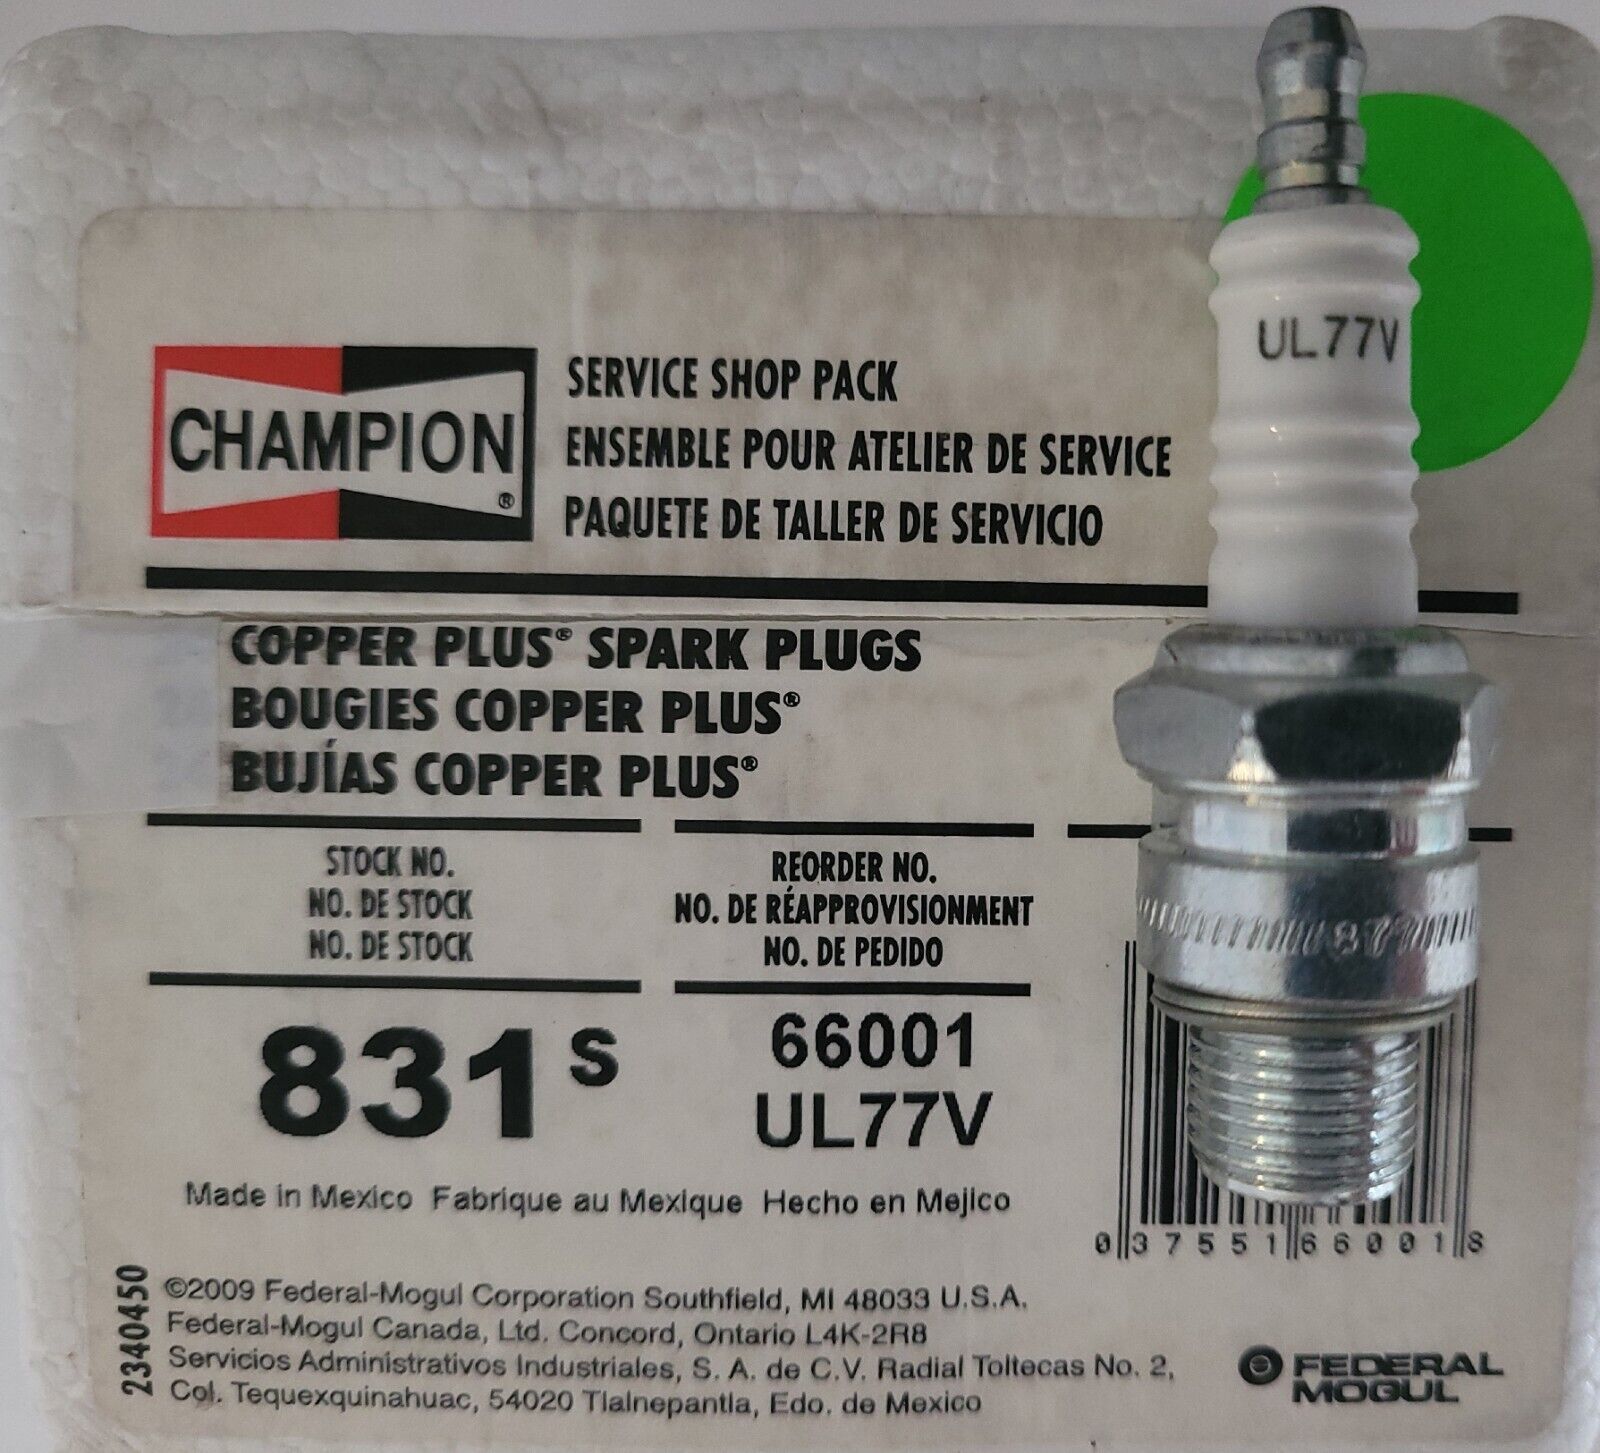 CHAMPION®
SERVICE SHOP PACK
ENSEMBLE POUR ATELIER DE SERVICE
PAQUETE DE TALLER DE SERVICIO
UL77V
COPPER PLUS® SPARK PLUGS
BOUGIES COPPER PLUS®
BUJÍAS COPPER PLUS®
STOCK NO.
NO. DE STOCK
NO. DE STOCK
831 S
REORDER NO.
NO. DE RÉAPPROVISIONMENT
NO. DE PEDIDO
66001
UL77V
877
Made in Mexico Fabrique au Mexique Hecho en Mejico
0 37551 66001 8
2340450
©2009 Federal-Mogul Corporation Southfield, MI 48033 U.S.A.
Federal-Mogul Canada, Ltd. Concord, Ontario L4K-2R8
Servicios Administrativos Industriales, S. A. de C.V. Radial Toltecas No. 2,
Col. Tequexquinahuac, 54020 Tlalnepantla, Edo. de Mexico
FEDERAL
MOGUL